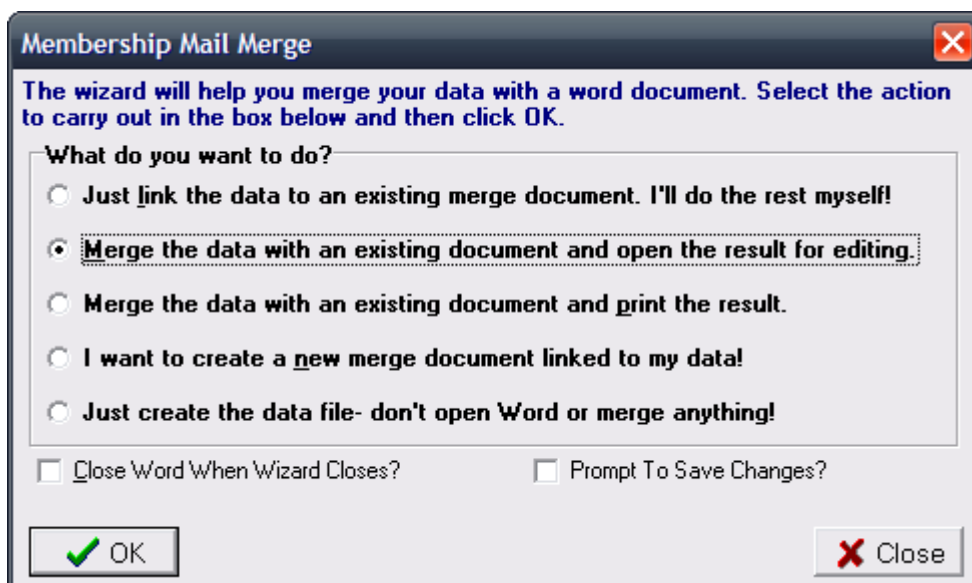 Membership Mail Merge
The wizard will help you merge your data with a word document. Select the action
to carry out in the box below and then click OK.
What do you want to do?
Just link the data to an existing merge document. I'll do the rest myself!
Merge the data with an existing document and open the result for editing.
Merge the data with an existing document and print the result.
I want to create a new merge document linked to my data!
Just create the data file- don't open Word or merge anything!
Close Word When Wizard Closes? Prompt To Save Changes?
OK Close